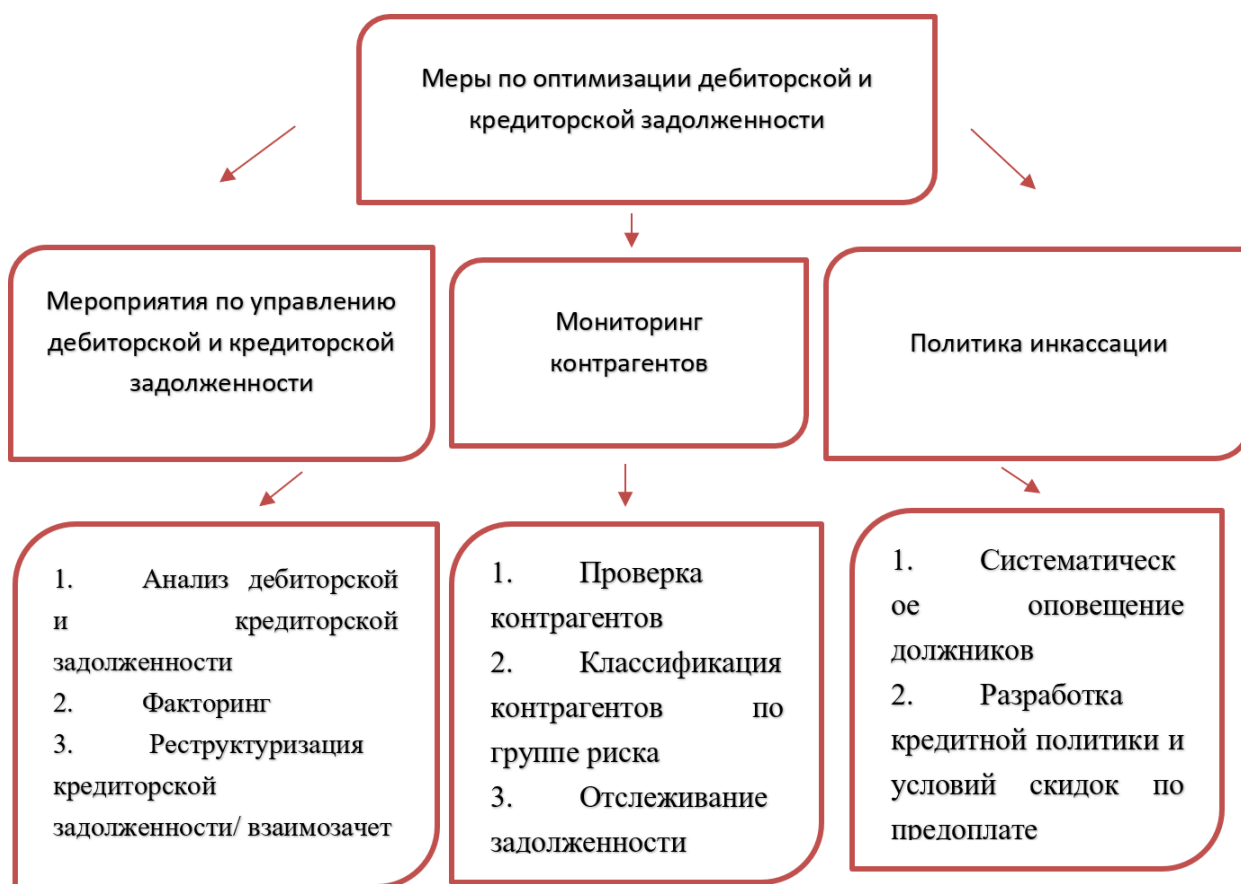 Меры по оптимизации дебиторской и
кредиторской задолженности
Мероприятия по управлению
дебиторской и кредиторской
задолженности
Мониторинг
контрагентов
Политика инкассации
1. Анализ дебиторской
и кредиторской
задолженности
2. Факторинг
3. Реструктуризация
кредиторской
задолженности/ взаимозачет
1. Проверка
контрагентов
2. Классификация
контрагентов по
группе риска
3. Отслеживание
задолженности
1. Систематическ
ое оповещение
должников
2. Разработка
кредитной политики и
условий скидок по
предоплате